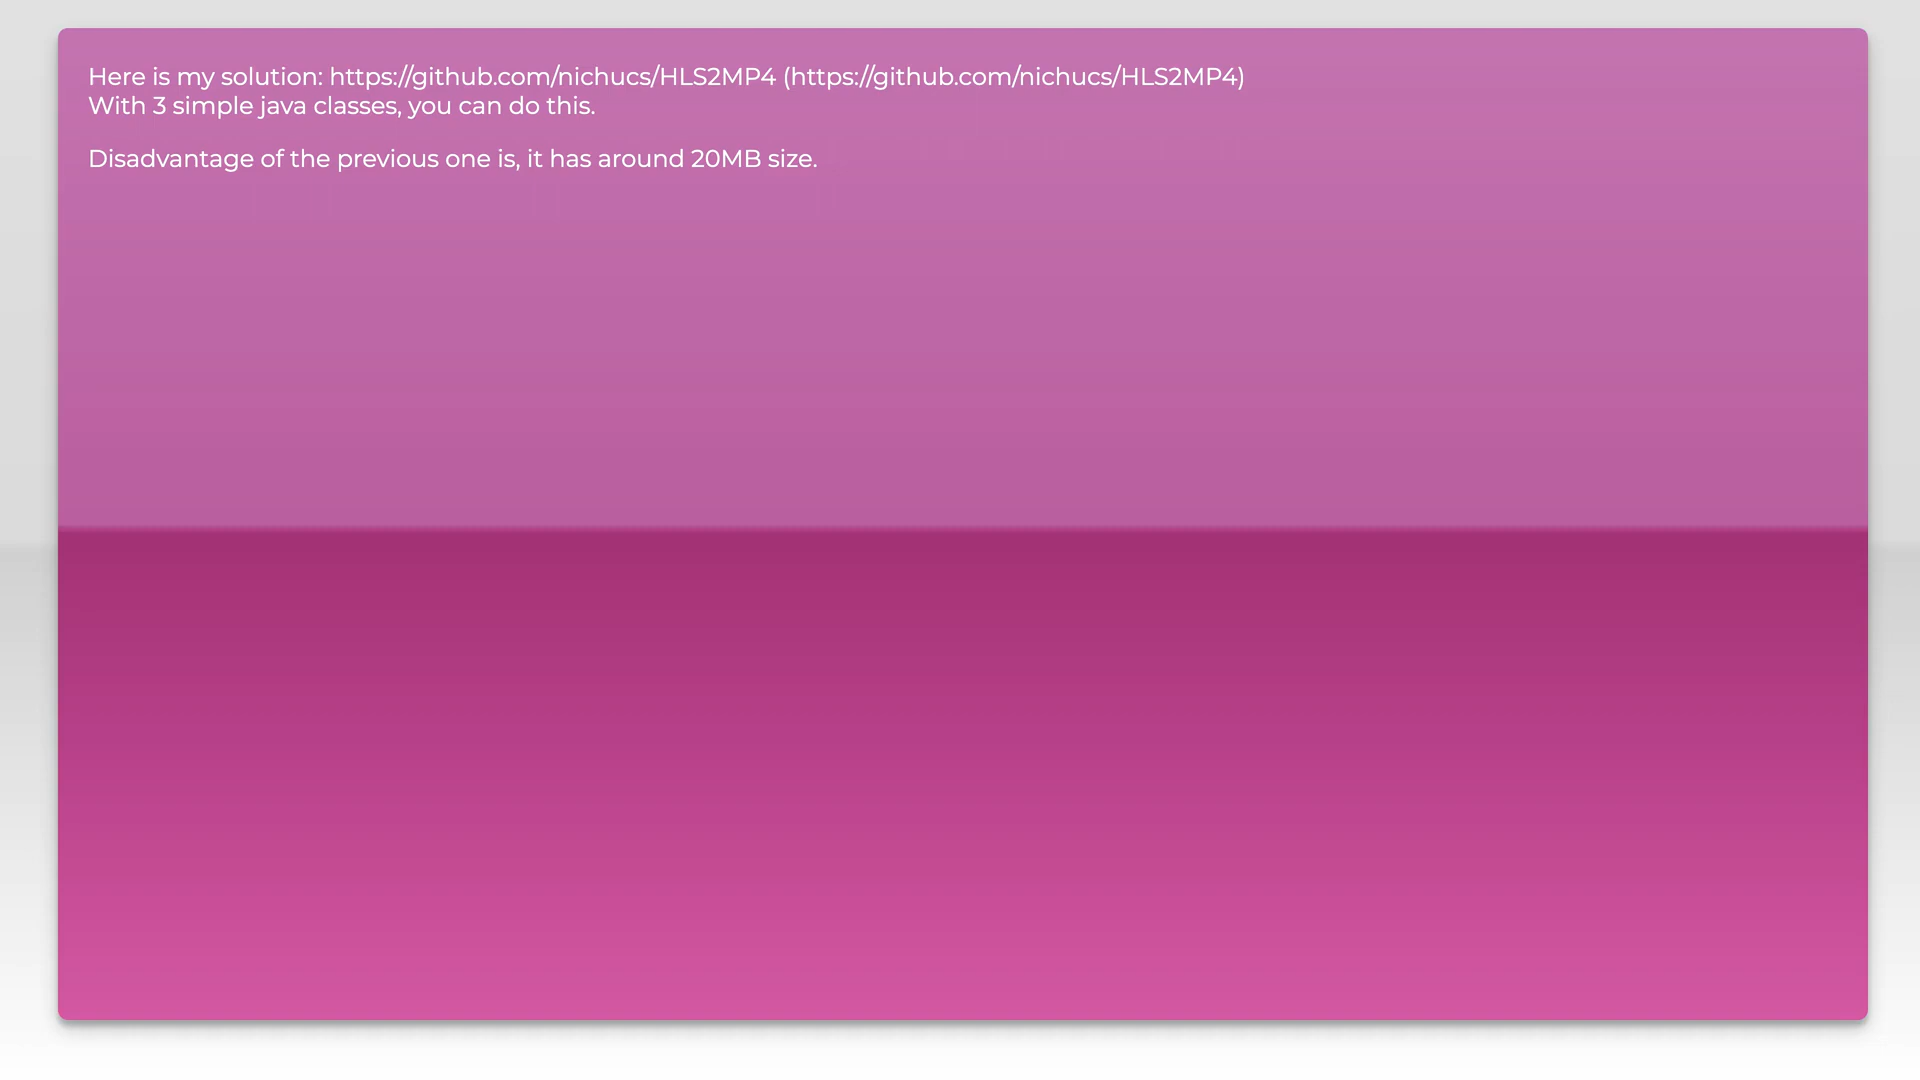 Here is my solution: https://github.com/nichucs/HLS2MP4 (https://github.com/nichucs/HLS2MP4)
With 3 simple java classes, you can do this.
Disadvantage of the previous one is, it has around 20MB size.